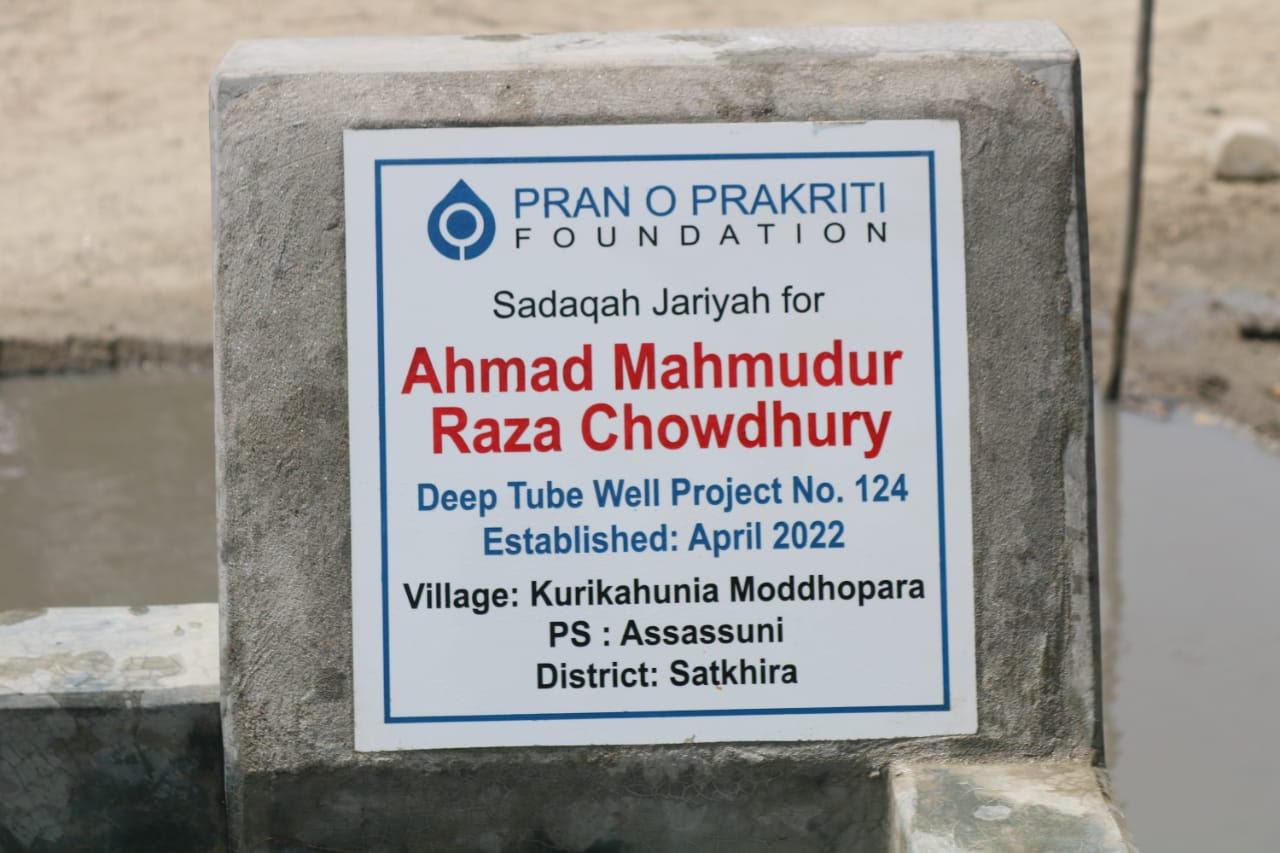 PRAN O PRAKRITI
FOUNDATION
Sadaqah Jariyah for
Ahmad Mahmudur
Raza Chowdhury
Deep Tube Well Project No. 124
Established: April 2022
Village: Kurikahunia Moddhopara
PS : Assassuni
District: Satkhira